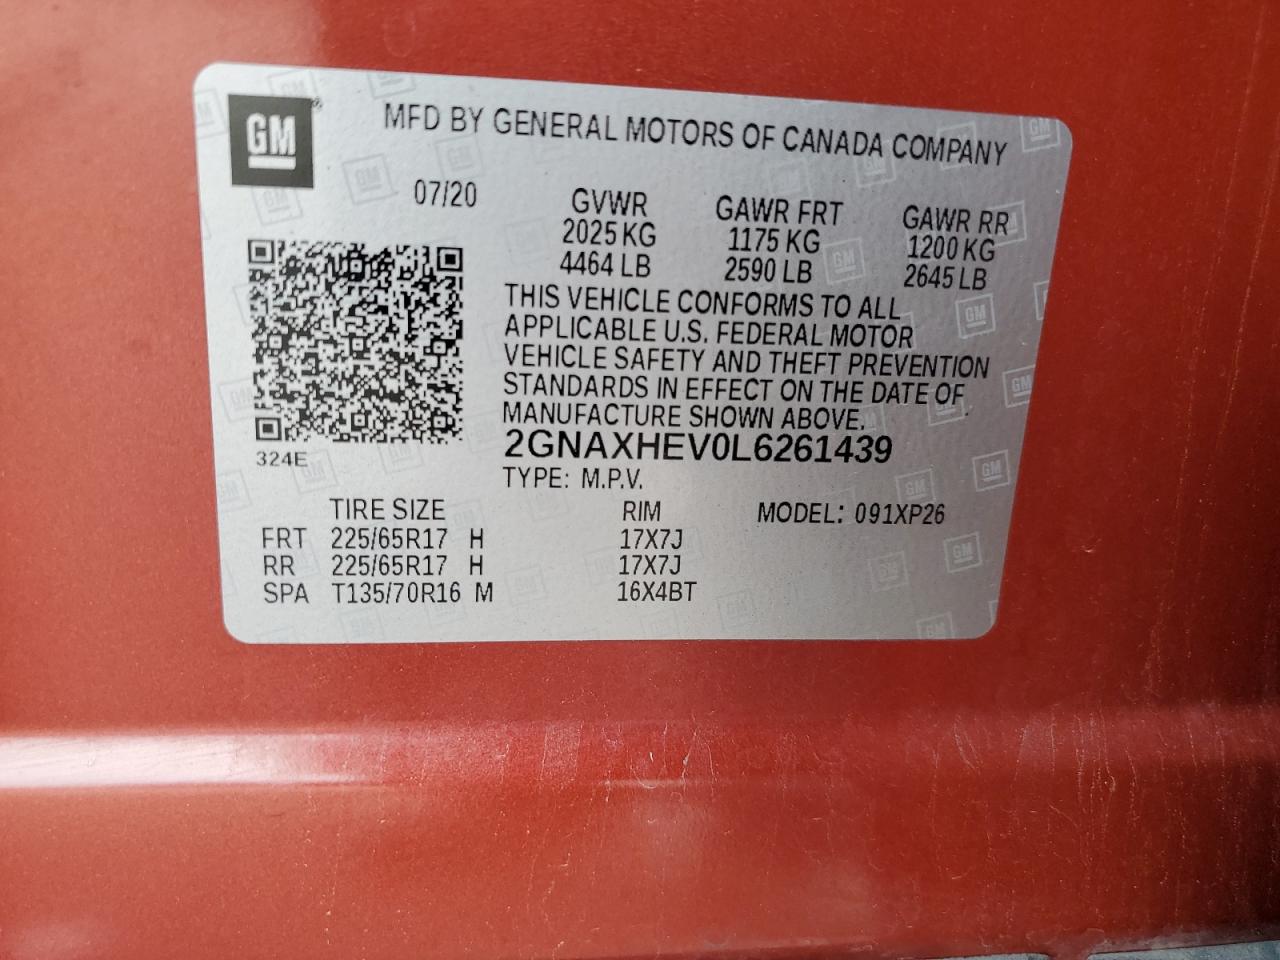 GM®
MFD BY GENERAL MOTORS OF CANADA COMPANY
07/20
GVWR GAWR FRT GAWR RR
2025 KG 1175 KG 1200 KG
4464 LB 2590 LB 2645 LB
THIS VEHICLE CONFORMS TO ALL
APPLICABLE U.S. FEDERAL MOTOR
VEHICLE SAFETY AND THEFT PREVENTION
STANDARDS IN EFFECT ON THE DATE OF
MANUFACTURE SHOWN ABOVE.
2GNAXHEV0L6261439
324E
TYPE: M.P.V.
TIRE SIZE RIM MODEL: 091XP26
FRT 225/65R17 H 17X7J
RR 225/65R17 H 17X7J
SPA T135/70R16 M 16X4BT